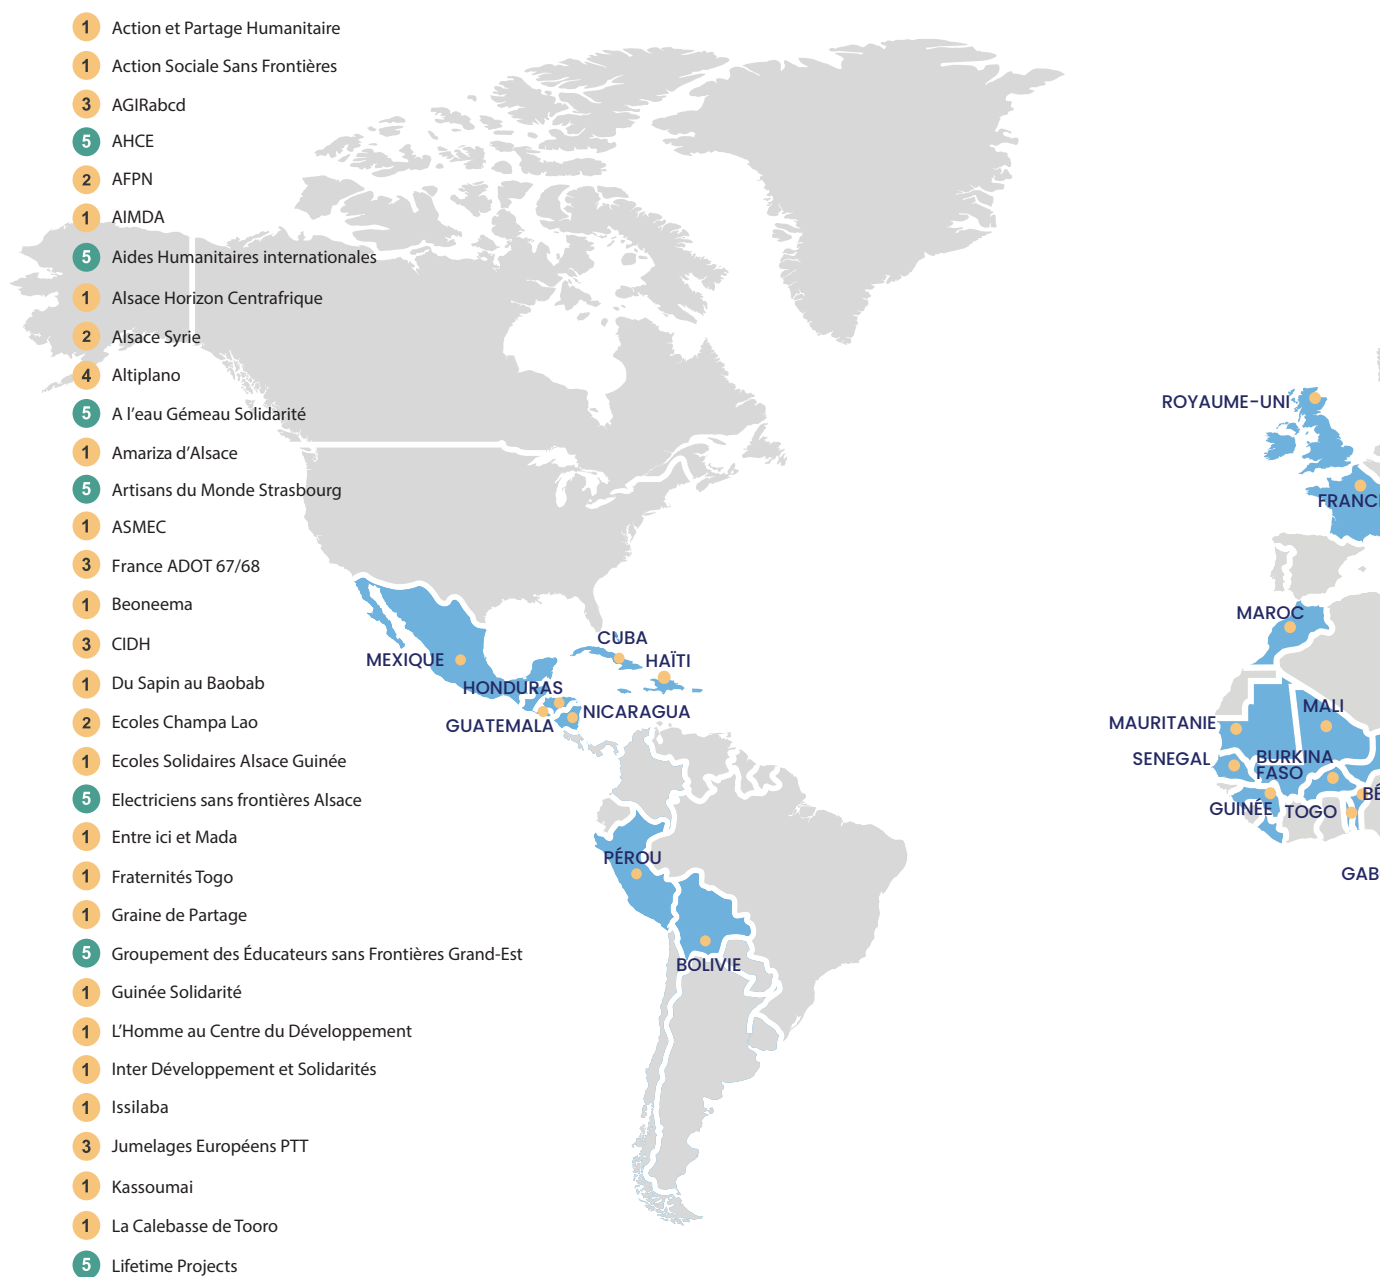 1 Action et Partage Humanitaire
1 Action Sociale Sans Frontières
3 AGIRabcd
5 AHCE
2 AFPN
1 AIMDA
5 Aides Humanitaires internationales
1 Alsace Horizon Centrafrique
2 Alsace Syrie
4 Altiplano
5 A l’eau Gémeau Solidarité
1 Amariza d’Alsace
5 Artisans du Monde Strasbourg
1 ASMEC
3 France ADOT 67/68
1 Beoneema
3 CIDH
1 Du Sapin au Baobab
2 Ecoles Champa Lao
1 Ecoles Solidaires Alsace Guinée
5 Electriciens sans frontières Alsace
1 Entre ici et Mada
1 Fraternités Togo
1 Graine de Partage
5 Groupement des Éducateurs sans Frontières Grand-Est
1 Guinée Solidarité
1 L’Homme au Centre du Développement
1 Inter Développement et Solidarités
1 Issilaba
3 Jumelages Européens PTT
1 Kassoumai
1 La Calebasse de Tooro
5 Lifetime Projects
MEXIQUE
CUBA
HAÏTI
HONDURAS
GUATEMALA
NICARAGUA
PÉROU
BOLIVIE
ROYAUME-UNI
FRANC
MAROC
MAURITANIE
MALI
SENEGAL
BURKINA
FASO
GUINÉE
TOGO
BÉ
GAB